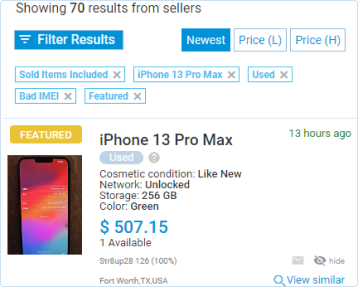 Showing 70 results from sellers
Filter Results
Newest
Price (L)
Price (H)
Sold Items Included ×
iPhone 13 Pro Max ×
Used ×
Bad IMEI ×
Featured ×
FEATURED
iPhone 13 Pro Max
13 hours ago
Used ?
Cosmetic condition: Like New
Network: Unlocked
Storage: 256 GB
Color: Green
$ 507.15
1 Available
Str8up28 126 (100%)
hide
Fort Worth,TX,USA
View similar